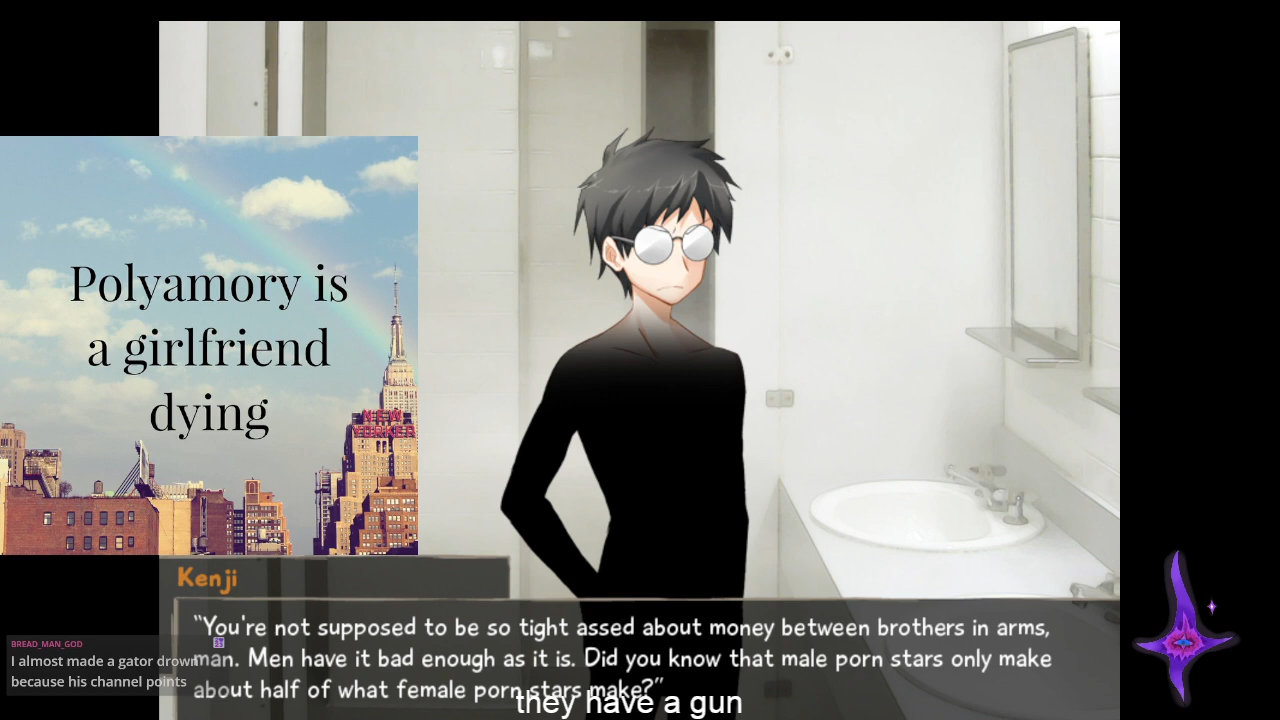 Polyamory is
a girlfriend
dying
NEW
YORKER
Kenji
“You're not supposed to be so tight assed about money between brothers in arms,
man. Men have it bad enough as it is. Did you know that male porn stars only make
about half of what female porn stars make?”
BREAD_MAN_GOD
I almost made a gator drown
because his channel points
they have a gun